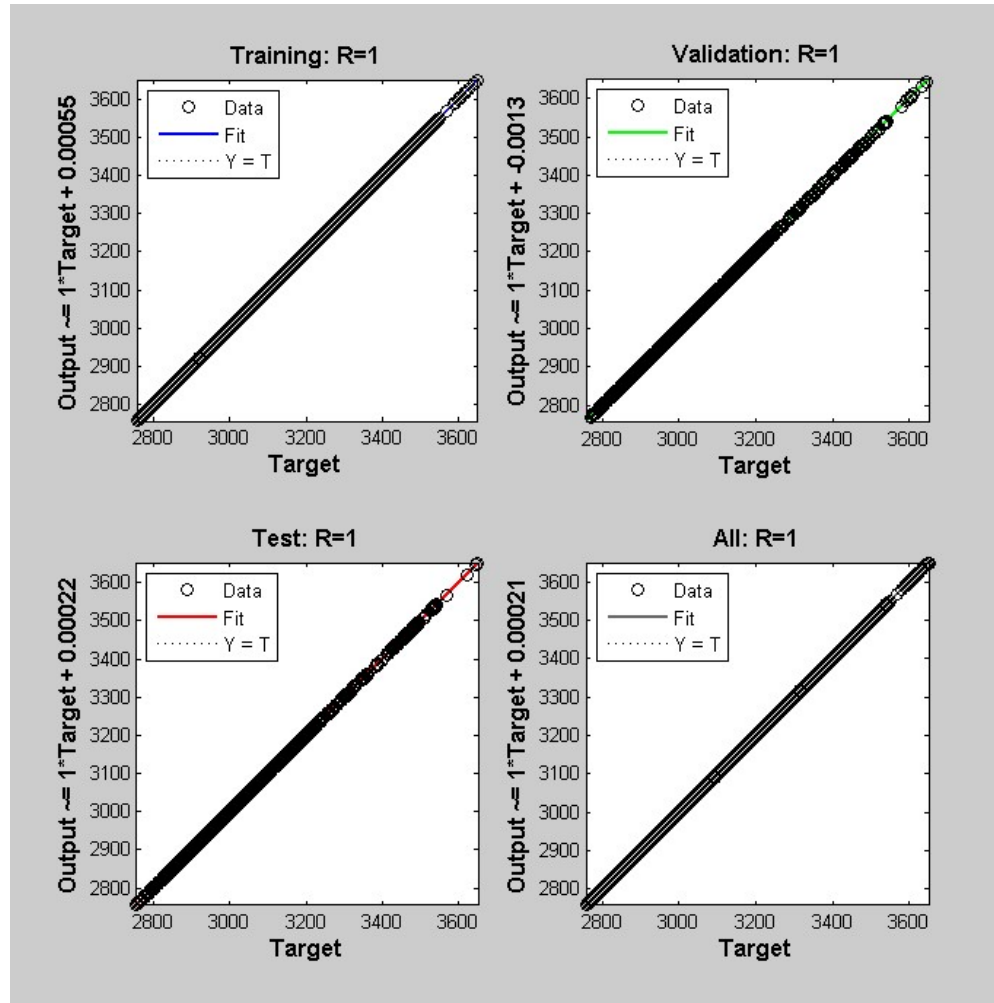 Training: R=1
Output ~= 1*Target + 0.00055
3600
3500
3400
3300
3200
3100
3000
2900
2800
Data
Fit
Y = T
2800 3000 3200 3400 3600
Target
Validation: R=1
Output ~= 1*Target + -0.0013
3600
3500
3400
3300
3200
3100
3000
2900
2800
Data
Fit
Y = T
2800 3000 3200 3400 3600
Target
Test: R=1
Output ~= 1*Target + 0.00022
3600
3500
3400
3300
3200
3100
3000
2900
2800
Data
Fit
Y = T
2800 3000 3200 3400 3600
Target
All: R=1
Output ~= 1*Target + 0.00021
3600
3500
3400
3300
3200
3100
3000
2900
2800
Data
Fit
Y = T
2800 3000 3200 3400 3600
Target